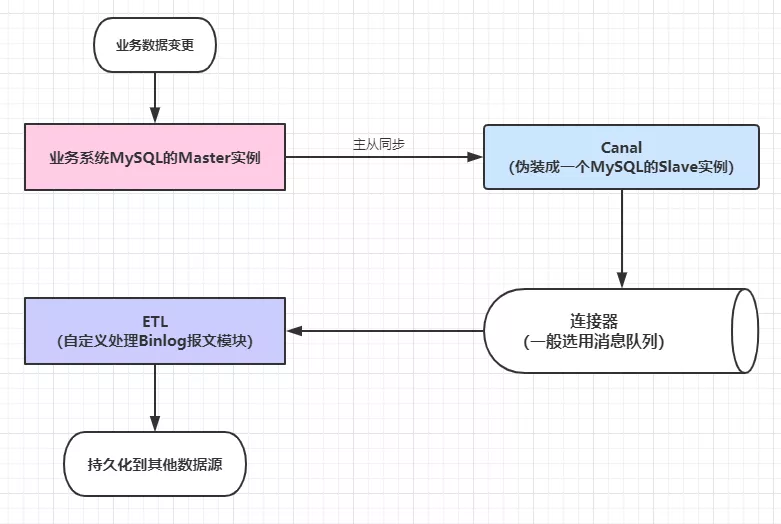 业务数据变更
业务系统MySQL的Master实例
主从同步
Canal
（伪装成一个MySQL的Slave实例）
连接器
（一般选用消息队列）
ETL
（自定义处理Binlog报文模块）
持久化到其他数据源